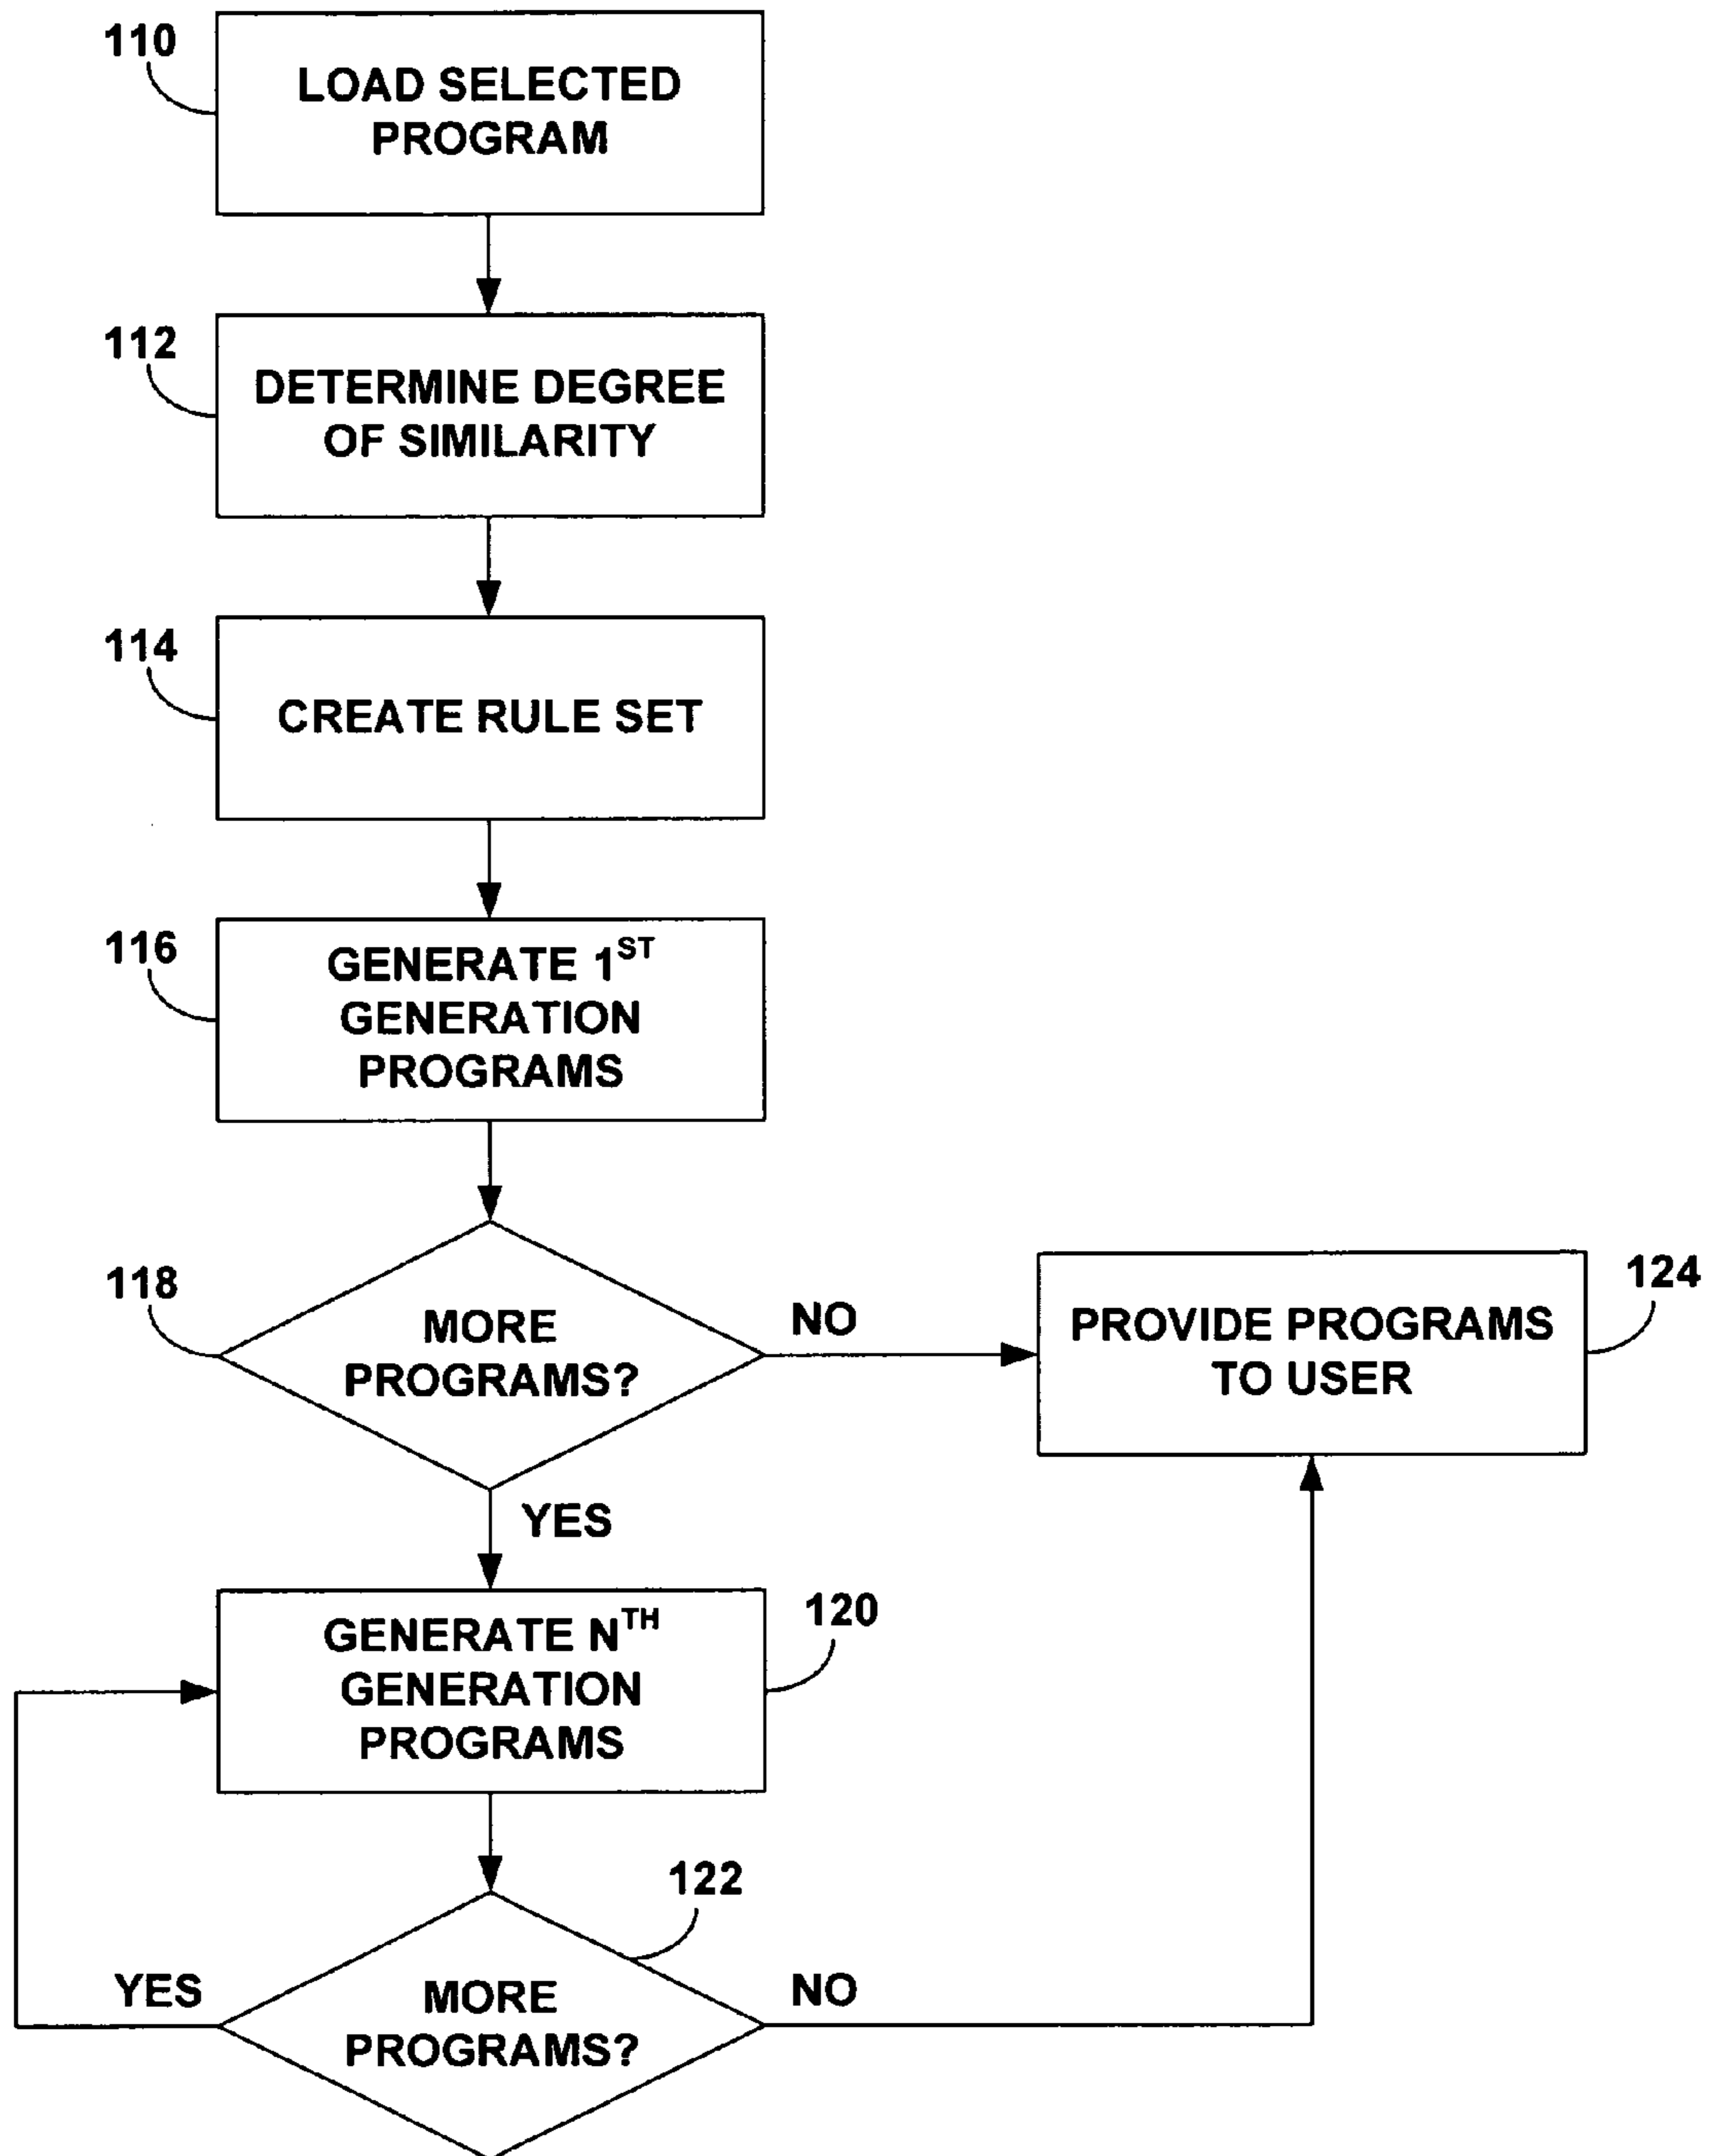 110
LOAD SELECTED
PROGRAM
112
DETERMINE DEGREE
OF SIMILARITY
114
CREATE RULE SET
116
GENERATE 1ST
GENERATION
PROGRAMS
118
MORE
PROGRAMS?
NO
124
PROVIDE PROGRAMS
TO USER
YES
120
GENERATE NTH
GENERATION
PROGRAMS
122
YES
MORE
PROGRAMS?
NO